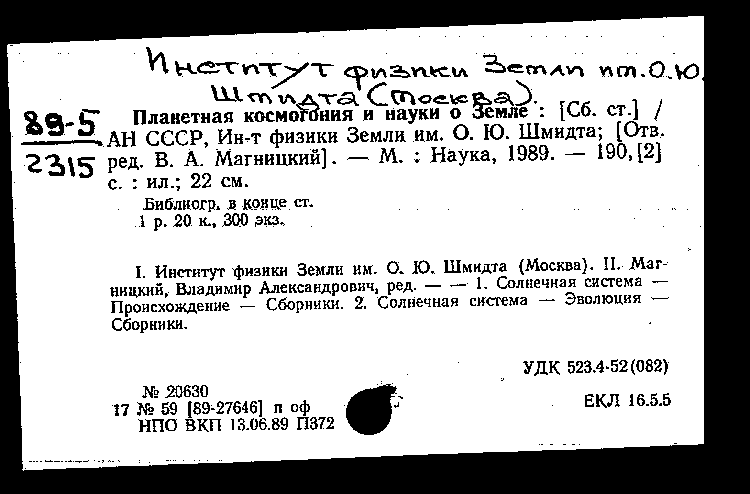 Институт физики Земли им. О.Ю.
Шмидта (Москва).
89-5
2315
Планетная космогония и науки о Земле : [Сб. ст.] /
АН СССР, Ин-т физики Земли им. О. Ю. Шмидта; [Отв.
ред. В. А. Магницкий]. — М. : Наука, 1989. — 190,[2]
с. : ил.; 22 см.
Библиогр. в конце ст.
1 р. 20 к., 300 экз.
I. Институт физики Земли им. О. Ю. Шмидта (Москва). II. Маг-
ницкий, Владимир Александрович, ред. — — 1. Солнечная система —
Происхождение — Сборники. 2. Солнечная система — Эволюция —
Сборники.
УДК 523.4-52(082)
№ 20630
17 № 59 [89-27646] п оф
ЕКЛ 16.5.5
НПО ВКП 13.06.89 П372